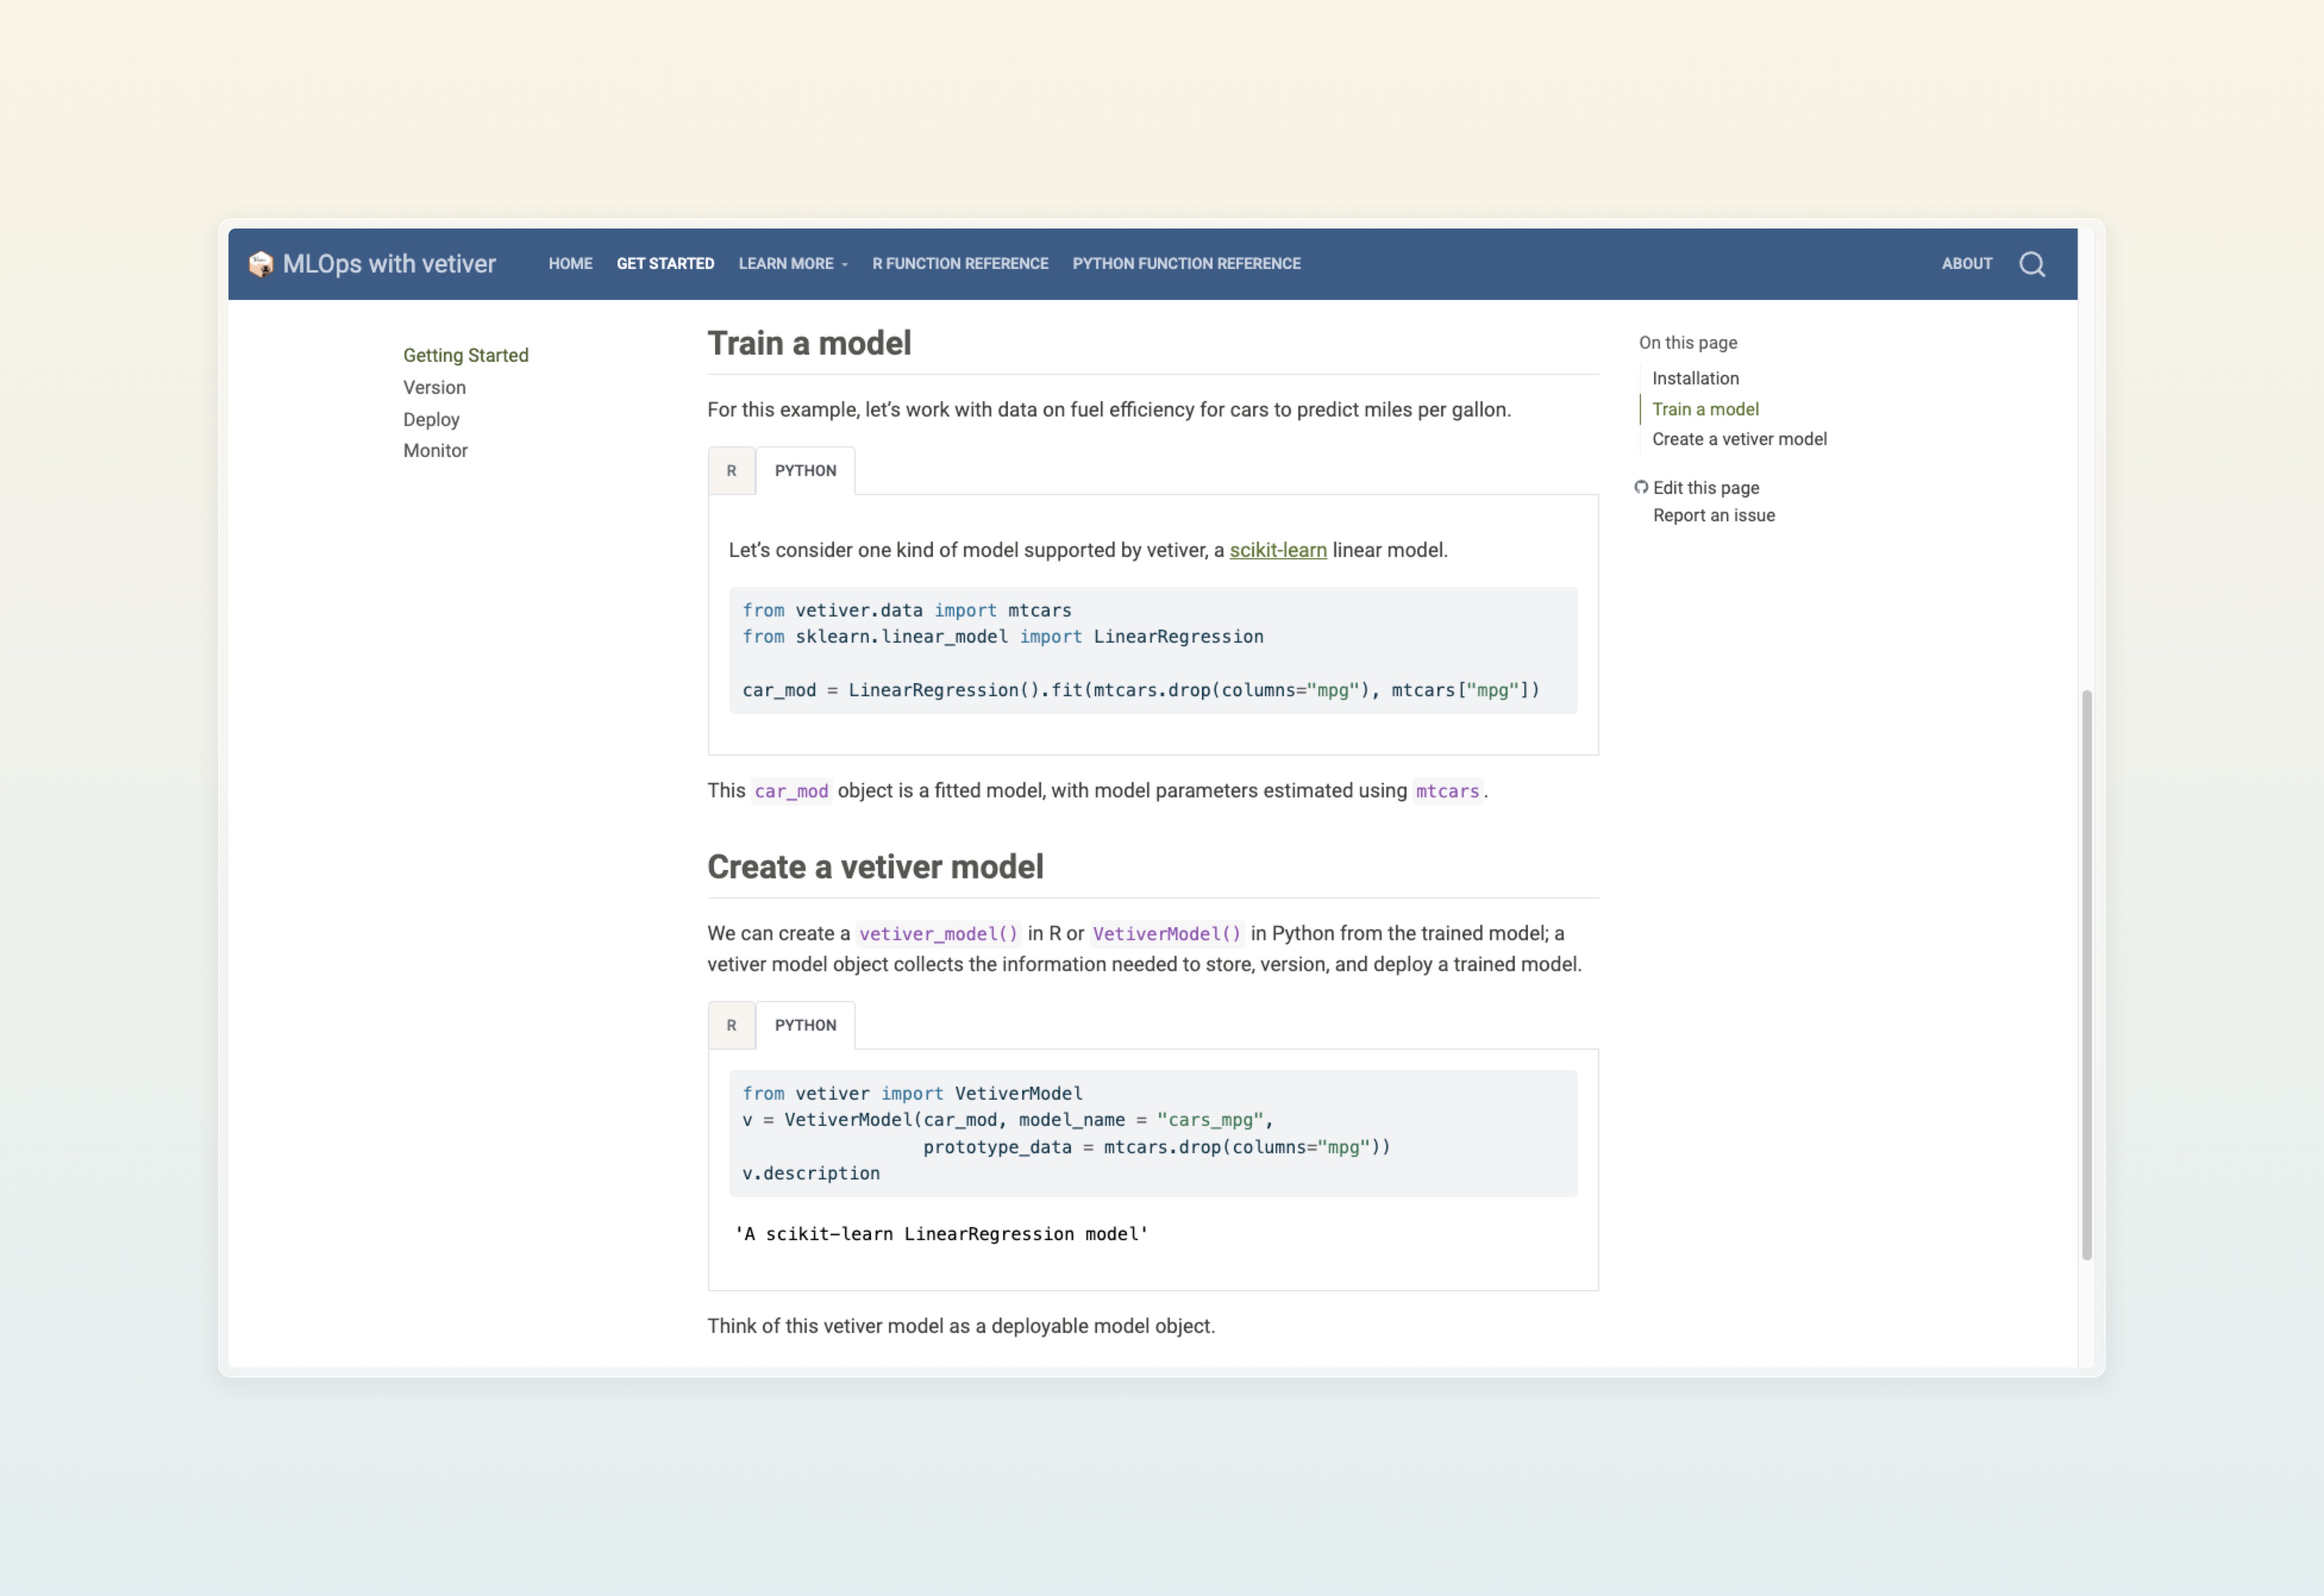 MLOps with vetiver
HOME GET STARTED LEARN MORE R FUNCTION REFERENCE PYTHON FUNCTION REFERENCE ABOUT
Getting Started
Version
Deploy
Monitor
Train a model
For this example, let’s work with data on fuel efficiency for cars to predict miles per gallon.
R PYTHON
Let’s consider one kind of model supported by vetiver, a scikit-learn linear model.
from vetiver.data import mtcars
from sklearn.linear_model import LinearRegression
car_mod = LinearRegression().fit(mtcars.drop(columns="mpg"), mtcars["mpg"])
This car_mod object is a fitted model, with model parameters estimated using mtcars.
Create a vetiver model
We can create a vetiver_model() in R or VetiverModel() in Python from the trained model; a
vetiver model object collects the information needed to store, version, and deploy a trained model.
R PYTHON
from vetiver import VetiverModel
v = VetiverModel(car_mod, model_name = "cars_mpg",
prototype_data = mtcars.drop(columns="mpg"))
v.description
'A scikit-learn LinearRegression model'
Think of this vetiver model as a deployable model object.
On this page
Installation
Train a model
Create a vetiver model
Edit this page
Report an issue